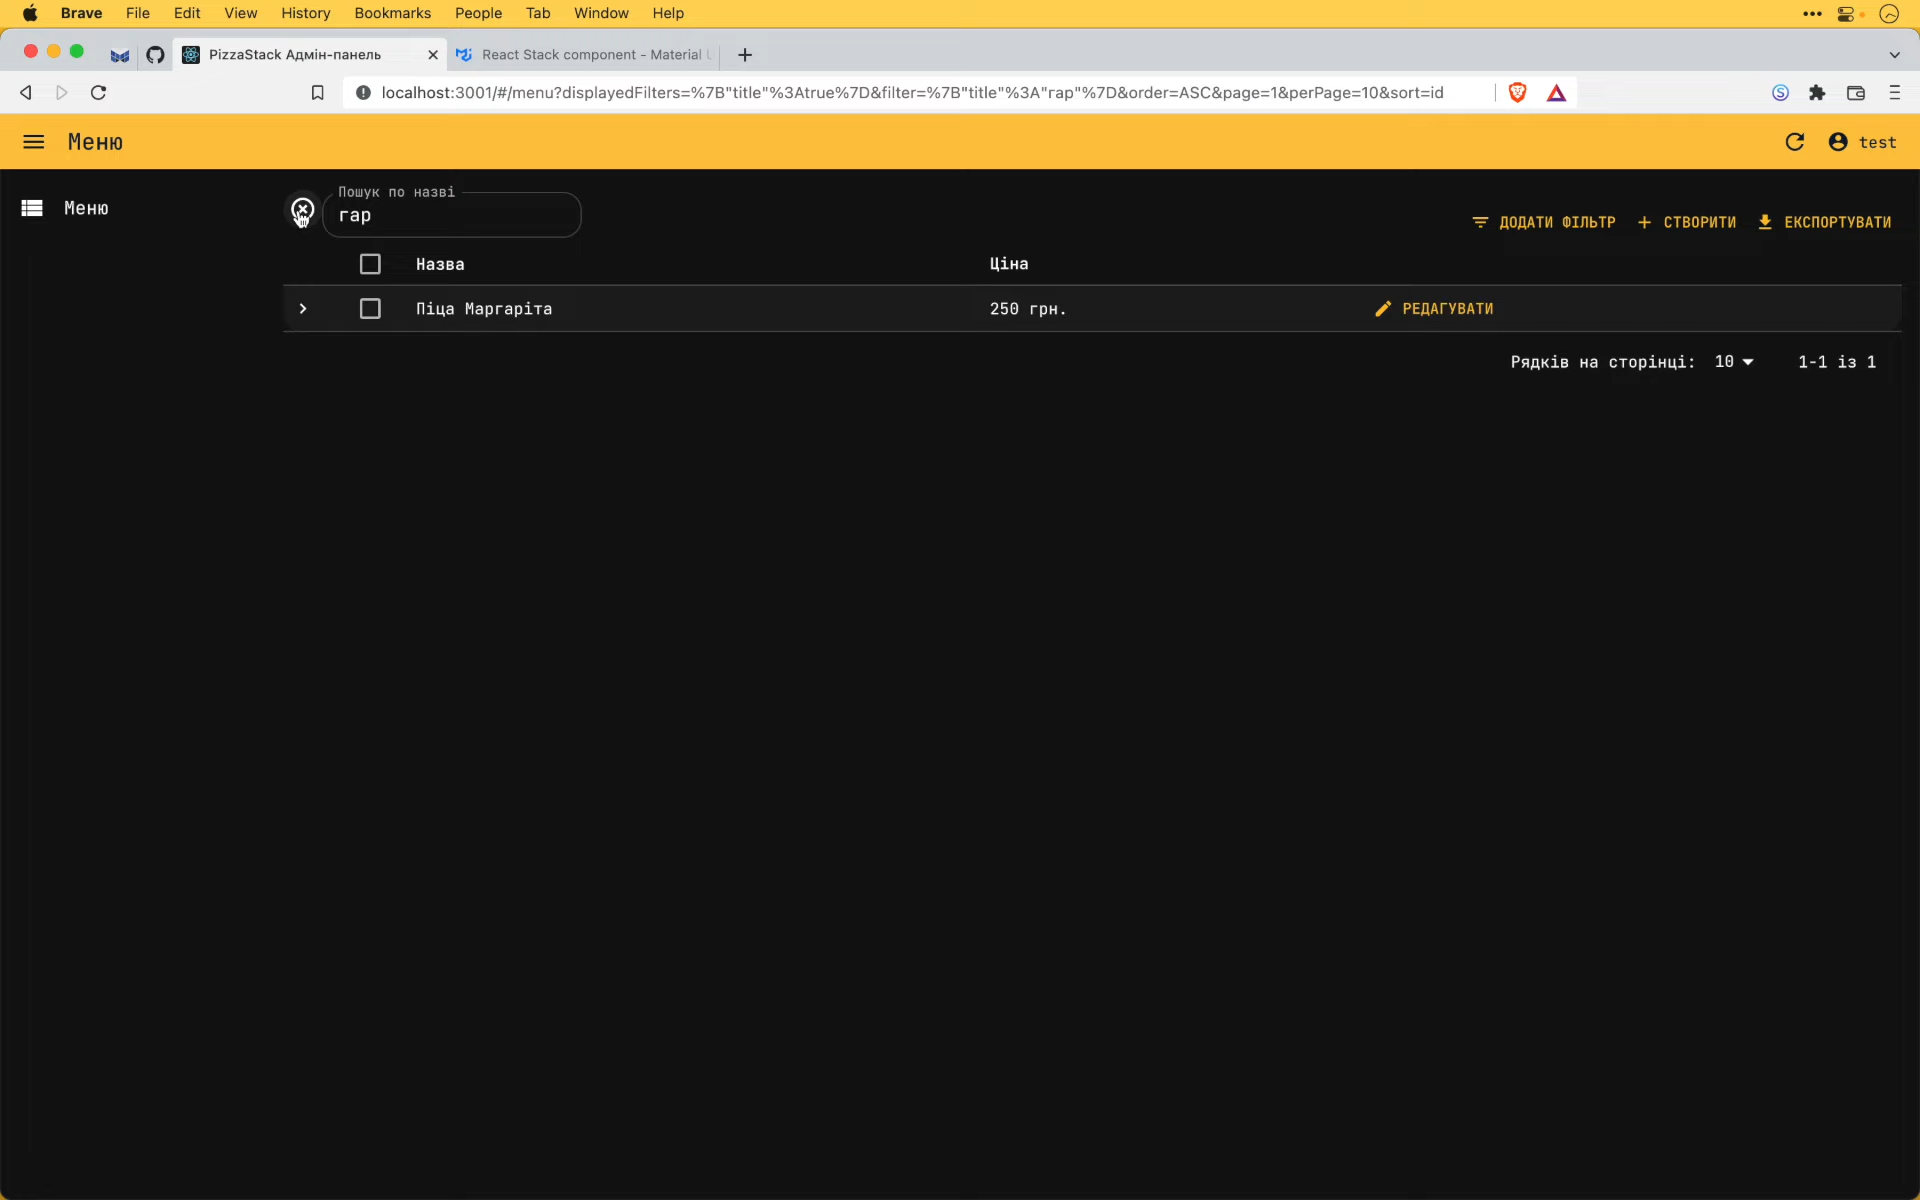 Brave File Edit View History Bookmarks People Tab Window Help
PizzaStack Адмін-панель
React Stack component - Material
localhost:3001/#/menu?displayedFilters=%7B"title"%3Atrue%7D&filter=%7B"title"%3A"гар"%7D&order=ASC&page=1&perPage=10&sort=id
Меню
test
Меню
Пошук по назві
гар
ДОДАТИ ФІЛЬТР
СТВОРИТИ
ЕКСПОРТУВАТИ
Назва Ціна
Піца Маргаріта 250 грн. РЕДАГУВАТИ
Рядків на сторінці: 10 1-1 із 1